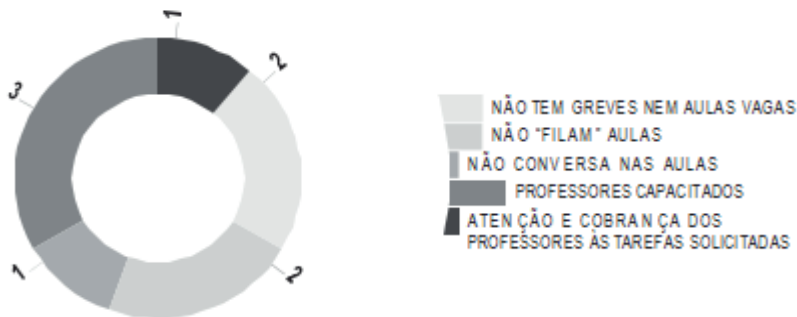 1
2
3
1
2
NÃO TEM GREVES NEM AULAS VAGAS
NÃO "FILAM" AULAS
NÃO CONVERSA NAS AULAS
PROFESSORES CAPACITADOS
ATENÇÃO E COBRANÇA DOS
PROFESSORES ÀS TAREFAS SOLICITADAS